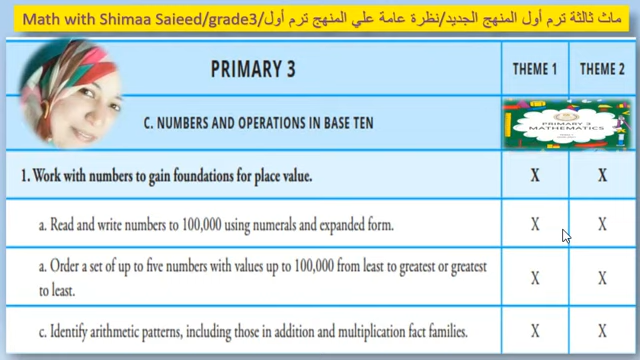 Math with Shimaa Saieed/grade3/ماث ثالثة ترم أول المنهج الجديد/نظرة عامة علي المنهج ترم أول
PRIMARY 3
THEME 1
THEME 2
C. NUMBERS AND OPERATIONS IN BASE TEN
PRIMARY 3
MATHEMATICS
1. Work with numbers to gain foundations for place value. X X
a. Read and write numbers to 100,000 using numerals and expanded form. X X
a. Order a set of up to five numbers with values up to 100,000 from least to greatest or greatest
to least. X X
c. Identify arithmetic patterns, including those in addition and multiplication fact families. X X